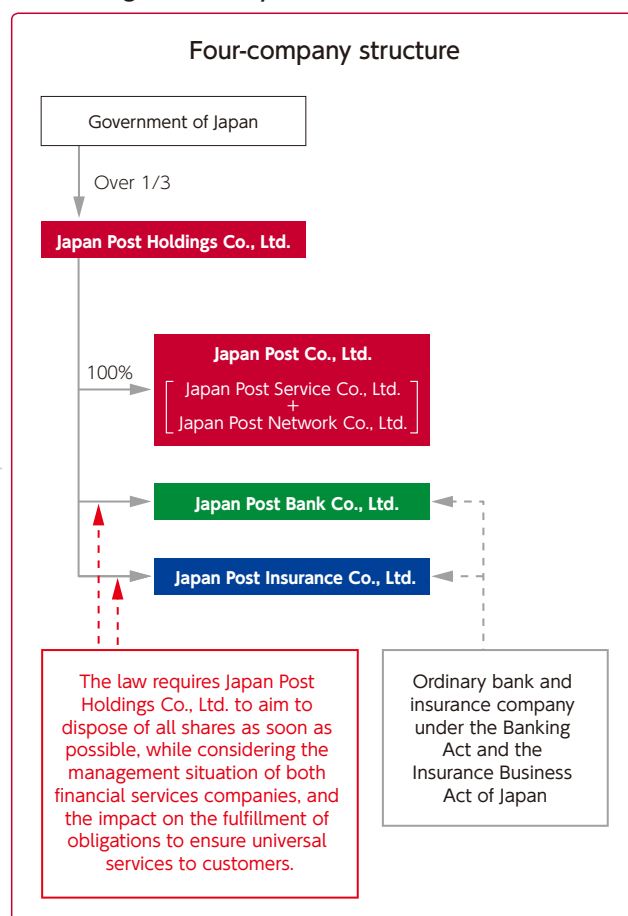 Four-company structure
Government of Japan
Over 1/3
Japan Post Holdings Co., Ltd.
100%
Japan Post Co., Ltd.
Japan Post Service Co., Ltd.
+
Japan Post Network Co., Ltd.
Japan Post Bank Co., Ltd.
Japan Post Insurance Co., Ltd.
The law requires Japan Post
Holdings Co., Ltd. to aim to
dispose of all shares as soon as
possible, while considering the
management situation of both
financial services companies, and
the impact on the fulfillment of
obligations to ensure universal
services to customers.
Ordinary bank and
insurance company
under the Banking
Act and the
Insurance Business
Act of Japan